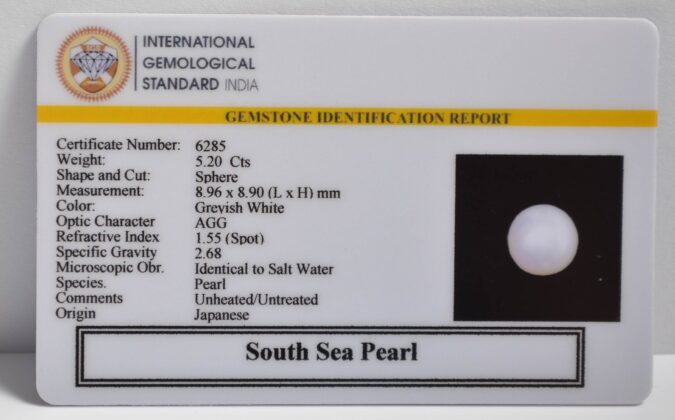 INTERNATIONAL
GEMOLOGICAL
STANDARD INDIA
GEMSTONE IDENTIFICATION REPORT
Certificate Number: 6285
Weight: 5.20 Cts
Shape and Cut: Sphere
Measurement: 8.96 x 8.90 (L x H) mm
Color: Greyish White
Optic Character AGG
Refractive Index 1.55 (Spot)
Specific Gravity 2.68
Microscopic Obr. Identical to Salt Water
Species. Pearl
Comments Unheated/Untreated
Origin Japanese
South Sea Pearl